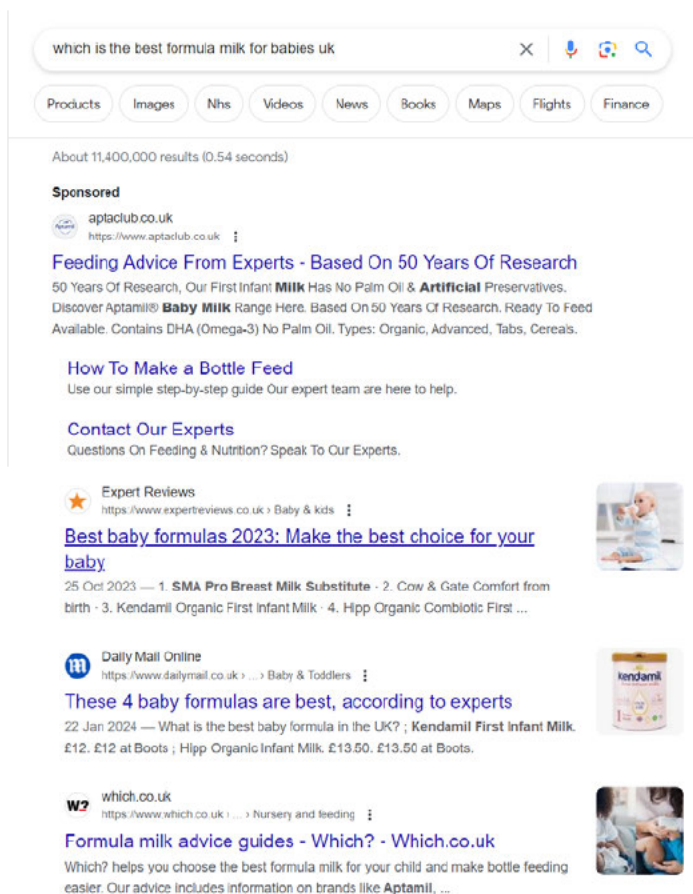 which is the best formula milk for babies uk
Products Images Nhs Videos News Books Maps Flights Finance
About 11,400,000 results (0.54 seconds)
Sponsored
Aptamil
aptaclub.co.uk
https://www.aptaclub.co.uk
Feeding Advice From Experts - Based On 50 Years Of Research
50 Years Of Research, Our First Infant Milk Has No Palm Oil & Artificial Preservatives.
Discover Aptamil® Baby Milk Range Here. Based On 50 Years Of Research. Ready To Feed
Available. Contains DHA (Omega-3) No Palm Oil. Types: Organic, Advanced, Tabs, Cereals.
How To Make a Bottle Feed
Use our simple step-by-step guide Our expert team are here to help.
Contact Our Experts
Questions On Feeding & Nutrition? Speak To Our Experts.
Expert Reviews
https://www.expertreviews.co.uk › Baby & kids
Best baby formulas 2023: Make the best choice for your
baby
25 Oct 2023 — 1. SMA Pro Breast Milk Substitute · 2. Cow & Gate Comfort from
birth · 3. Kendamil Organic First Infant Milk · 4. Hipp Organic Combiotic First ...
m
Daily Mail Online
https://www.dailymail.co.uk › ... › Baby & Toddlers
These 4 baby formulas are best, according to experts
22 Jan 2024 — What is the best baby formula in the UK? ; Kendamil First Infant Milk.
£12. £12 at Boots ; Hipp Organic Infant Milk. £13.50. £13.50 at Boots.
kendamil
1
W?
which.co.uk
https://www.which.co.uk › ... › Nursery and feeding
Formula milk advice guides - Which? - Which.co.uk
Which? helps you choose the best formula milk for your child and make bottle feeding
easier. Our advice includes information on brands like Aptamil, ...